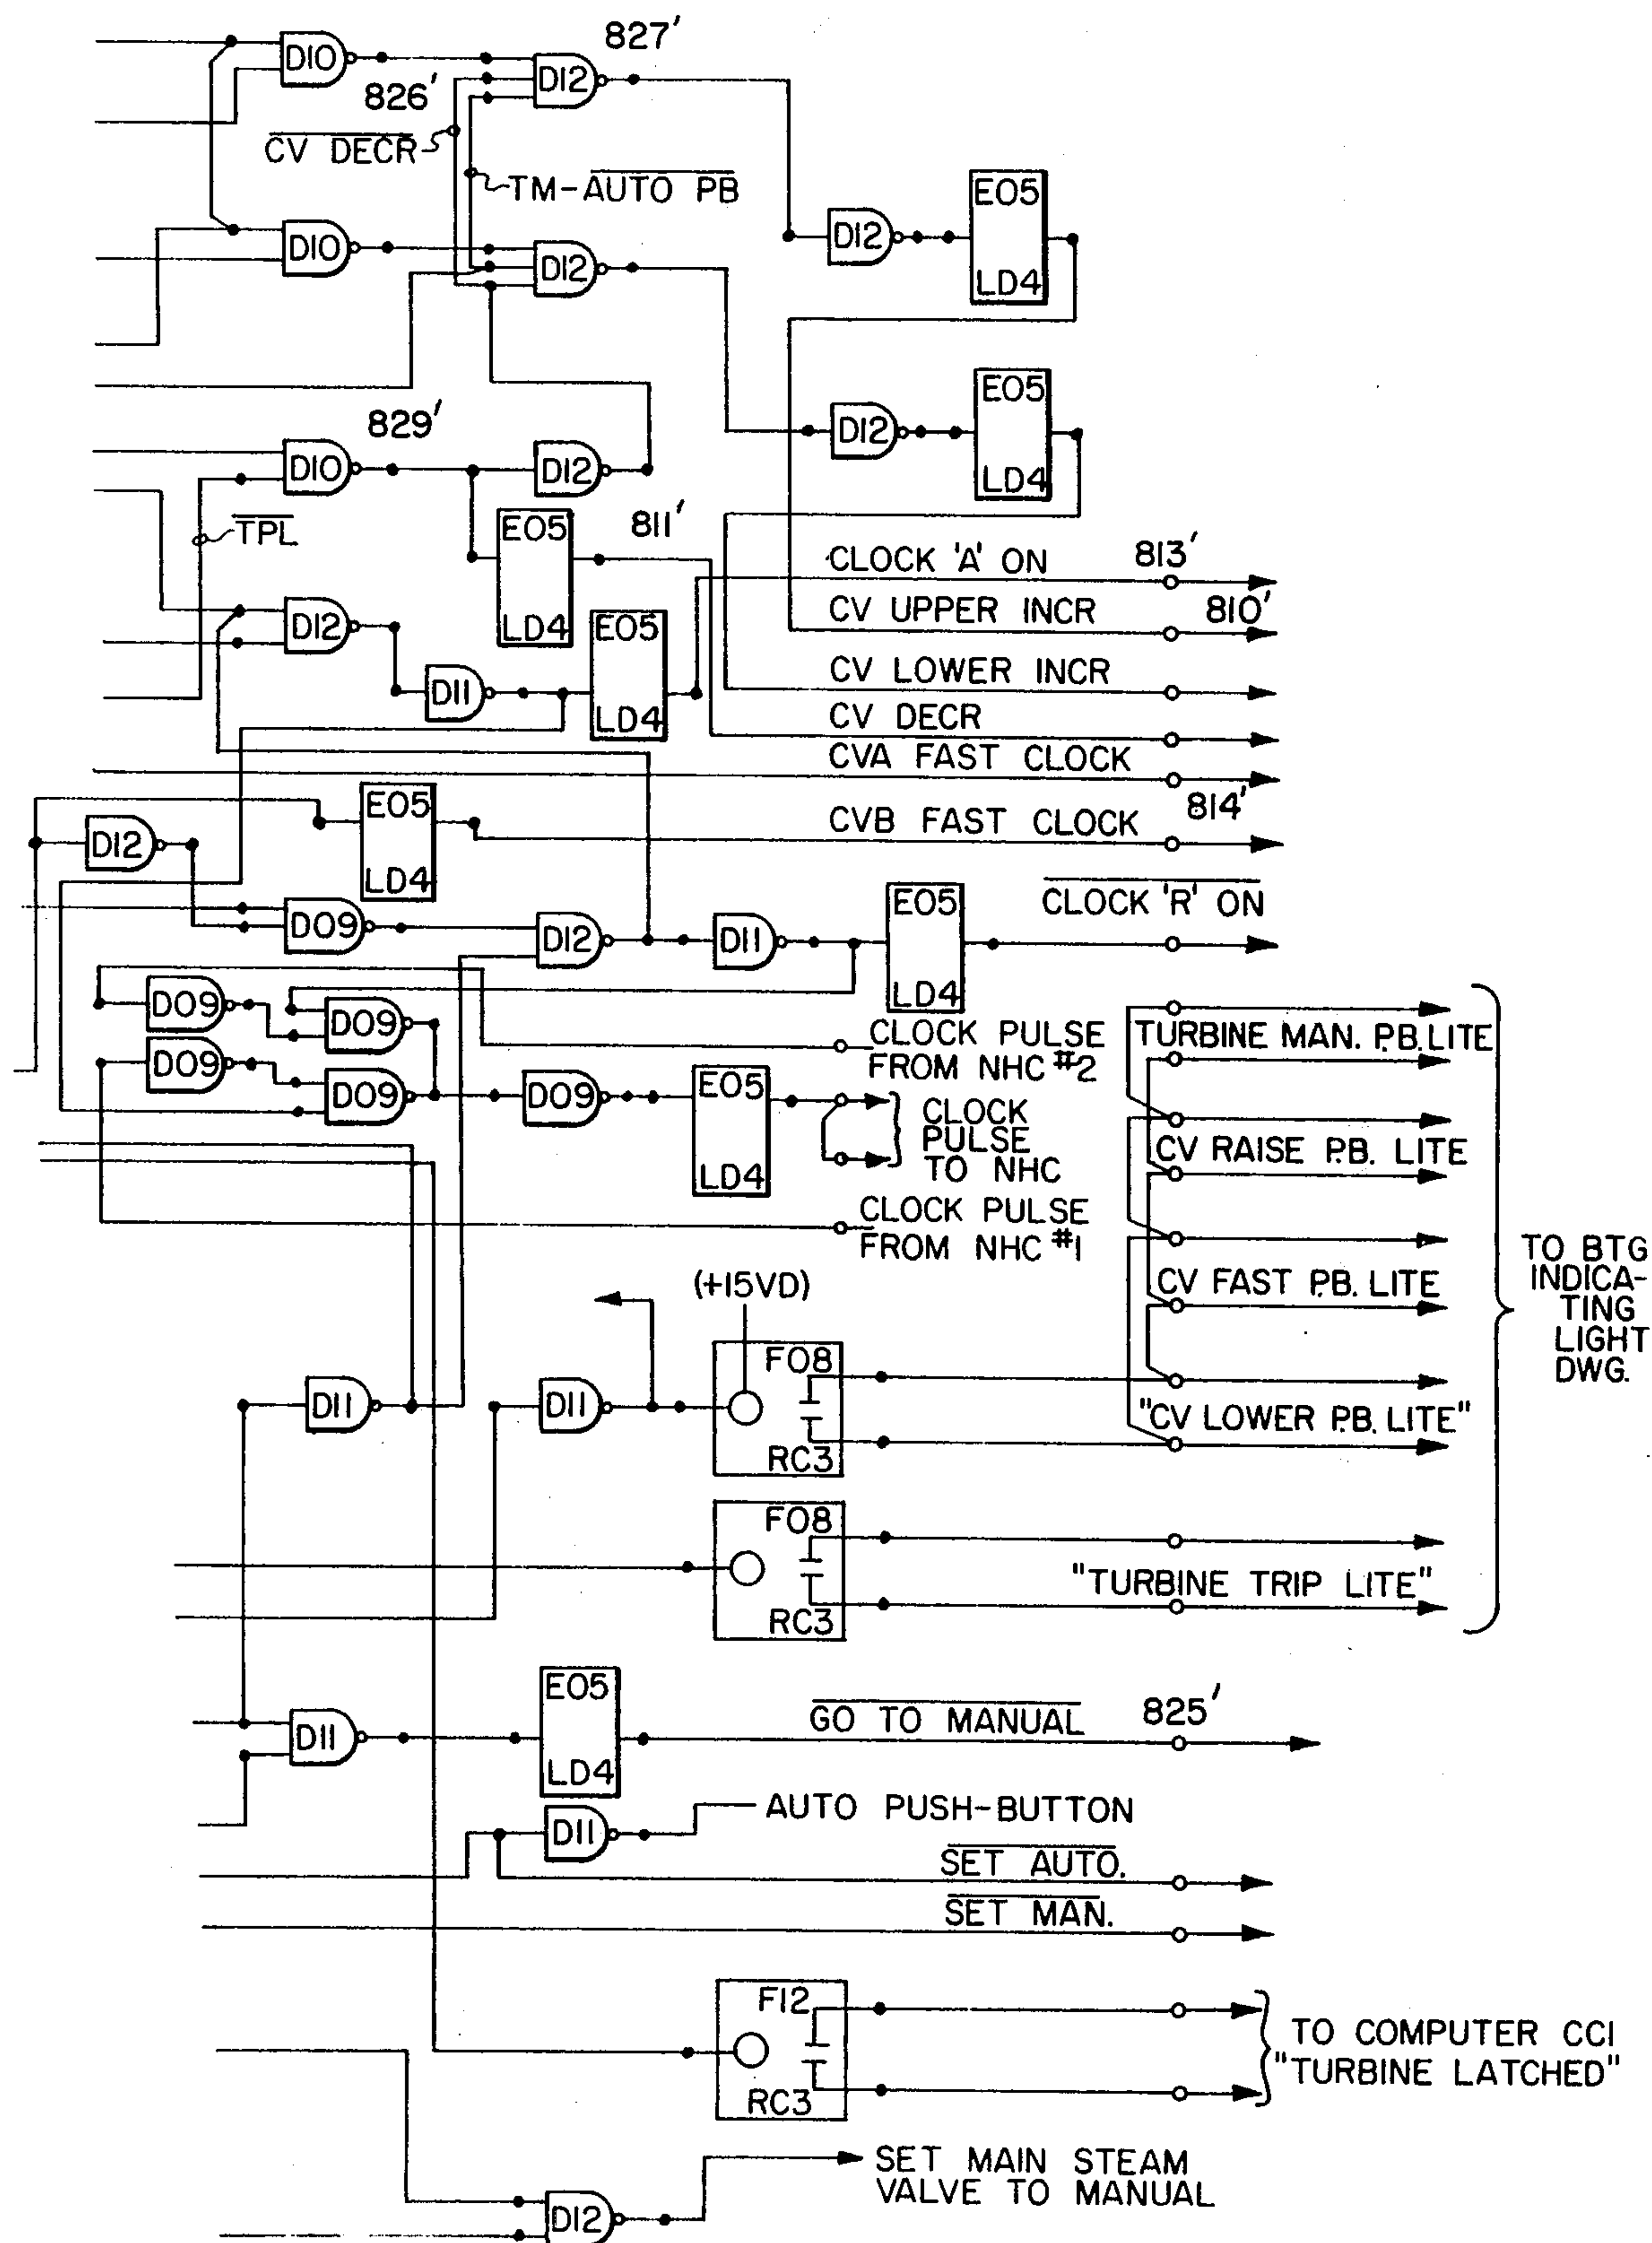 827′
D10
D12
826′
CV DECR
TM-AUTO PB
E05
D10
D12
D12
LD4
E05
829′
D12
D10
D12
LD4
TPL
E05
811′
CLOCK 'A' ON
813′
CV UPPER INCR
810′
D12
LD4
E05
CV LOWER INCR
D11
LD4
CV DECR
CVA FAST CLOCK
E05
814′
CVB FAST CLOCK
D12
LD4
E05
CLOCK 'R' ON
D09
D12
D11
LD4
D09
D09
CLOCK PULSE
FROM NHC #2
TURBINE MAN. P.B. LITE
D09
D09
D09
E05
LD4
CLOCK
PULSE
TO NHC
CV RAISE P.B. LITE
CLOCK PULSE
FROM NHC #1
CV FAST P.B. LITE
TO BTG
INDICA-
TING
LIGHT
DWG.
(+15VD)
F08
D11
D11
RC3
"CV LOWER P.B. LITE"
F08
RC3
"TURBINE TRIP LITE"
E05
D11
LD4
GO TO MANUAL
825′
D11
AUTO PUSH-BUTTON
SET AUTO.
SET MAN.
F12
RC3
TO COMPUTER CCI
"TURBINE LATCHED"
SET MAIN STEAM
VALVE TO MANUAL
D12